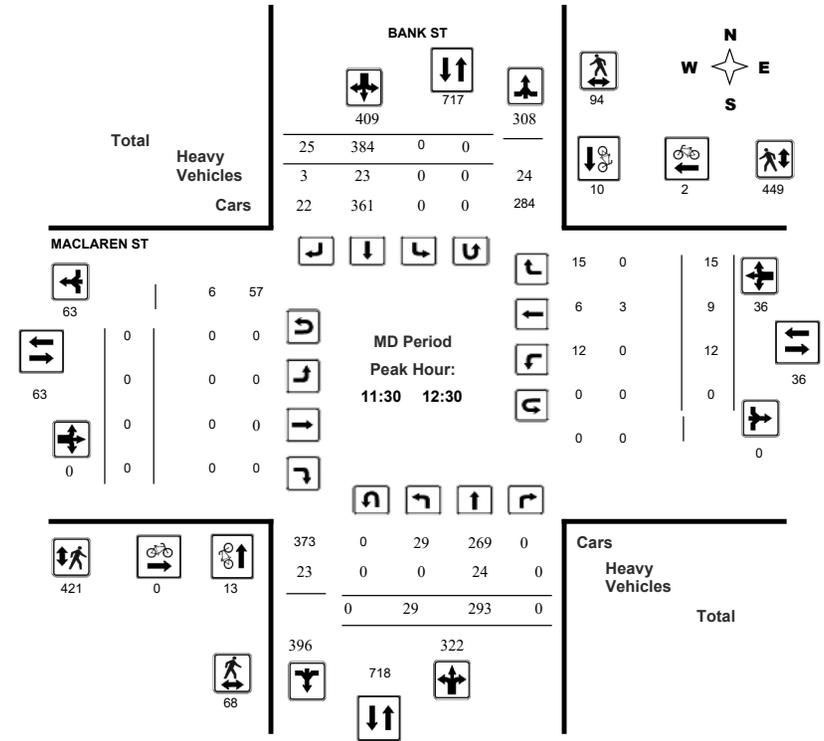 BANK ST
N
W E
S
717
94
409 308
Total 25 384 0 0
Heavy
Vehicles 3 23 0 0 24
Cars 22 361 0 0 284
10 2 449
MACLAREN ST
63
6 57
15 0 15
36
0 0 0
6 3 9
63
MD Period
Peak Hour:
11:30 12:30
0 0 0
12 0 12
36
0 0 0
0 0 0
0
0 0 0
0 0
0
373 0 29 269 0 Cars
23 0 0 24 0 Heavy
Vehicles
0 29 293 0 Total
421 0 13
396 322
718
68